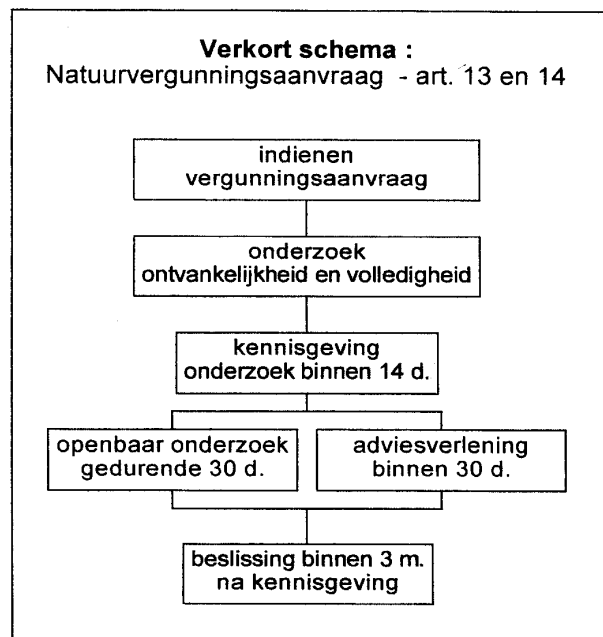 Verkort schema :
Natuurvergunningsaanvraag - art. 13 en 14
indienen
vergunningsaanvraag
onderzoek
ontvankelijkheid en volledigheid
kennisgeving
onderzoek binnen 14 d.
openbaar onderzoek
gedurende 30 d.
adviesverlening
binnen 30 d.
beslissing binnen 3 m.
na kennisgeving